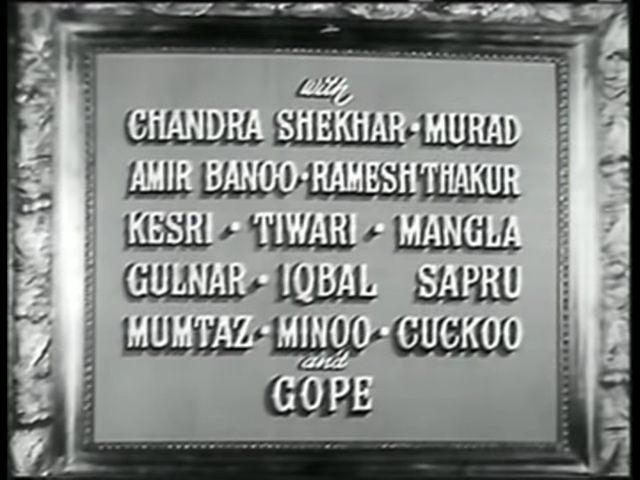 with
CHANDRA SHEKHAR · MURAD
AMIR BANOO · RAMESH THAKUR
KESRI · TIWARI · MANGLA
GULNAR · IQBAL SAPRU
MUMTAZ · MINOO · CUCKOO
and
GOPE